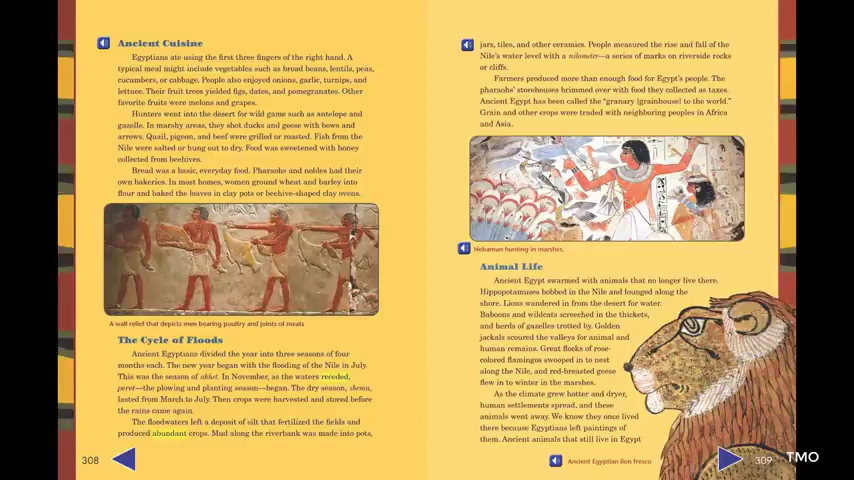 Ancient Cuisine
Egyptians ate using the first three fingers of the right hand. A
typical meal might include vegetables such as broad beans, lentils, peas,
cucumbers, or cabbage. People also enjoyed onions, garlic, turnips, and
lettuce. Their fruit trees yielded figs, dates, and pomegranates. Other
favorite fruits were melons and grapes.
Hunters went into the desert for wild game such as antelope and
gazelle. In marshy areas, they shot ducks and geese with bows and
arrows. Quail, pigeon, and beef were grilled or roasted. Fish from the
Nile were salted or hung out to dry. Food was sweetened with honey
collected from beehives.
Bread was a basic, everyday food. Pharaohs and nobles had their
own bakeries. In most homes, women ground wheat and barley into
flour and baked the loaves in clay pots or beehive-shaped clay ovens.
A wall relief that depicts men bearing poultry and joints of meats
The Cycle of Floods
Ancient Egyptians divided the year into three seasons of four
months each. The new year began with the flooding of the Nile in July.
This was the season of akhet. In November, as the waters receded,
peret—the plowing and planting season—began. The dry season, shemu,
lasted from March to July. Then crops were harvested and stored before
the rains came again.
The floodwaters left a deposit of silt that fertilized the fields and
produced abundant crops. Mud along the riverbank was made into pots,
308
jars, tiles, and other ceramics. People measured the rise and fall of the
Nile's water level with a nilometer—a series of marks on riverside rocks
or cliffs.
Farmers produced more than enough food for Egypt's people. The
pharaohs' storehouses brimmed over with food they collected as taxes.
Ancient Egypt has been called the "granary [grainhouse] to the world."
Grain and other crops were traded with neighboring peoples in Africa
and Asia.
Nebamun hunting in marshes.
Animal Life
Ancient Egypt swarmed with animals that no longer live there.
Hippopotamuses bobbed in the Nile and lounged along the
shore. Lions wandered in from the desert for water.
Baboons and wildcats screeched in the thickets,
and herds of gazelles trotted by. Golden
jackals scoured the valleys for animal and
human remains. Great flocks of rose-
colored flamingos swooped in to nest
along the Nile, and red-breasted geese
flew in to winter in the marshes.
As the climate grew hotter and dryer,
human settlements spread, and these
animals went away. We know they once lived
there because Egyptians left paintings of
them. Ancient animals that still live in Egypt
Ancient Egyptian lion fresco
309
TMO